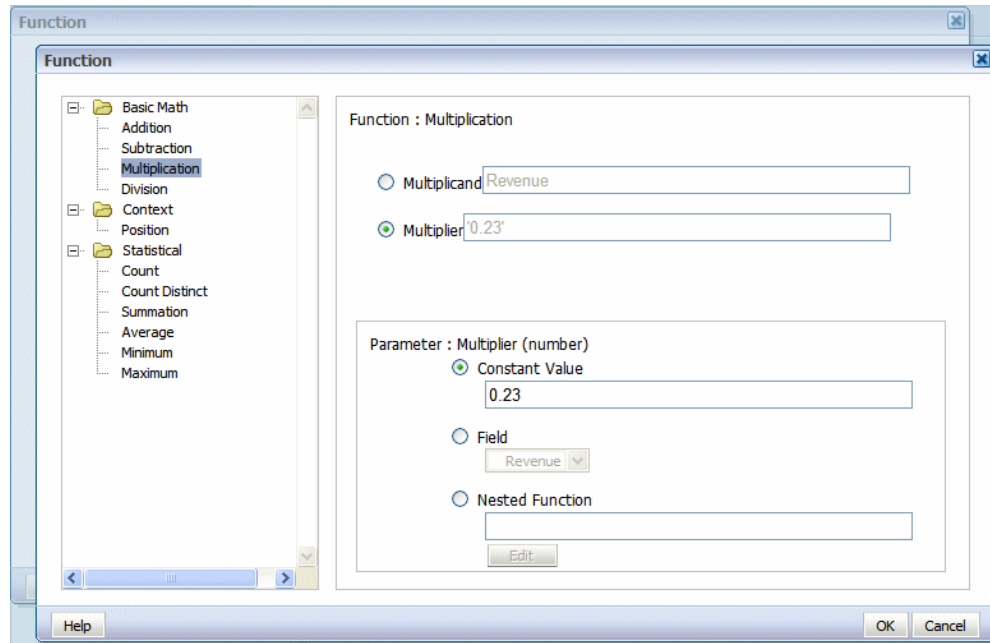 Function
Function
Basic Math
Addition
Subtraction
Multiplication
Division
Context
Position
Statistical
Count
Count Distinct
Summation
Average
Minimum
Maximum
Function : Multiplication
Multiplicand Revenue
Multiplier '0.23'
Parameter : Multiplier (number)
Constant Value
0.23
Field
Revenue
Nested Function
Edit
Help OK Cancel